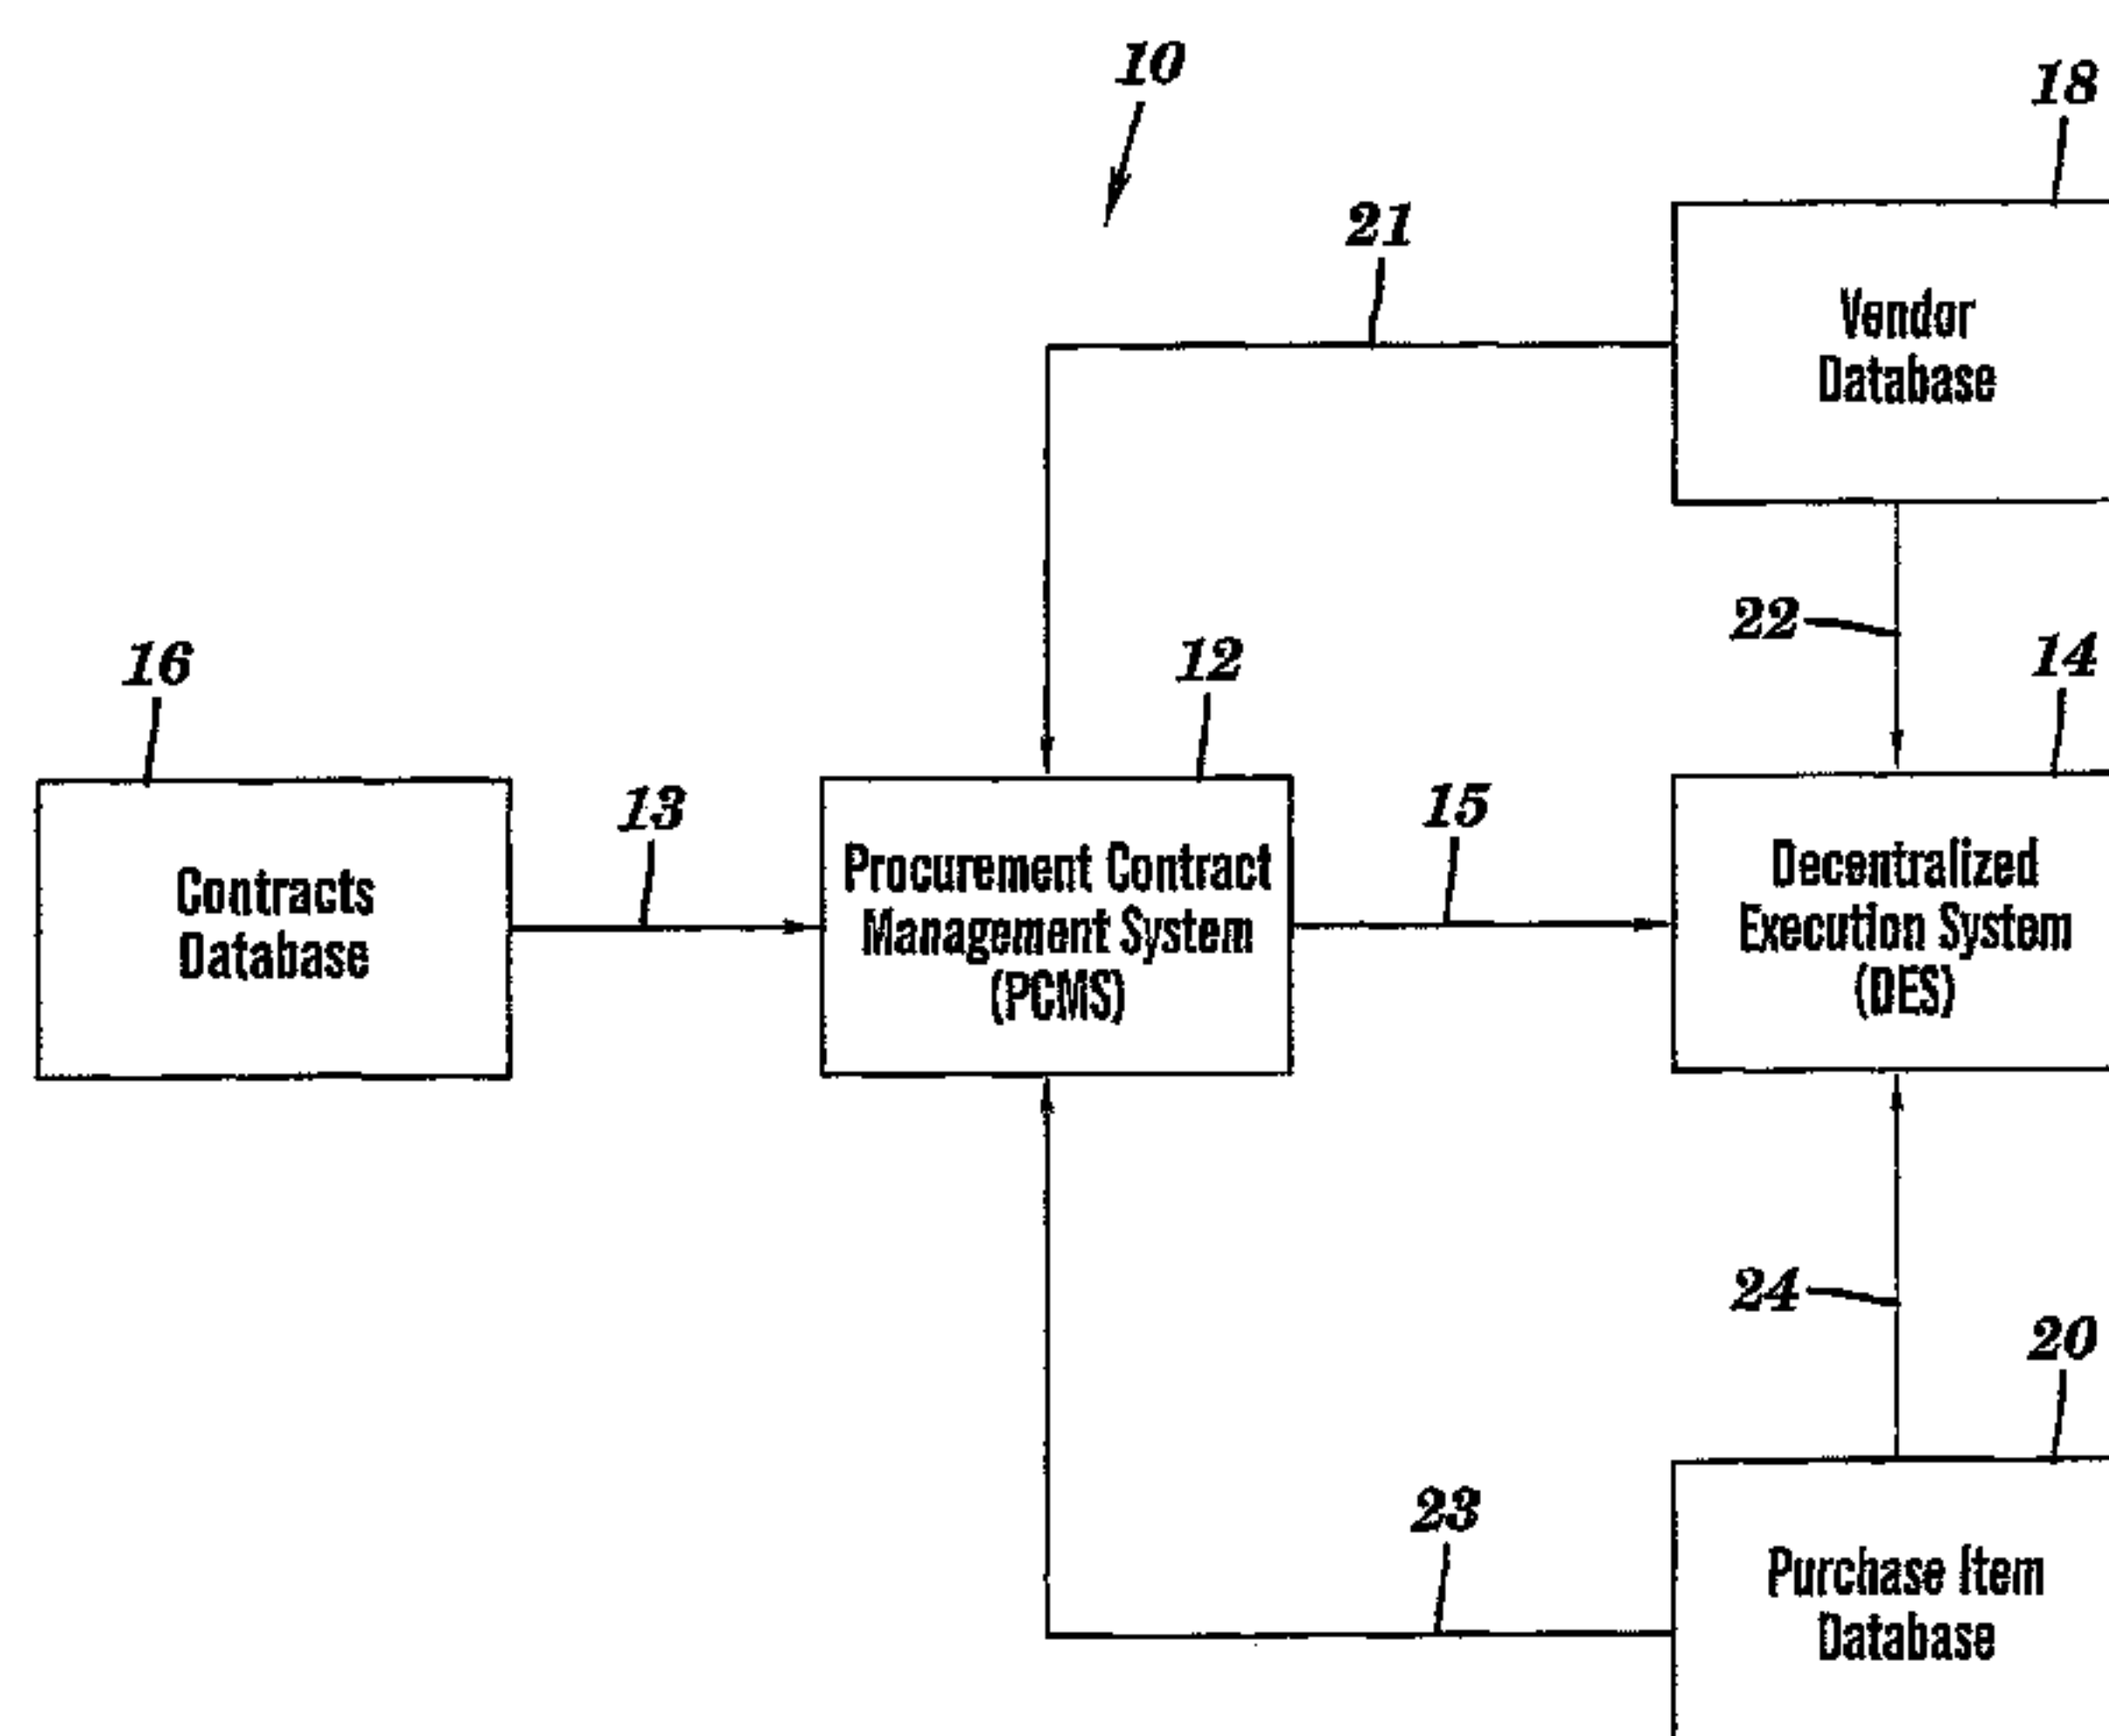 10
18
21
Vendor
Database
22
16
12
14
13
15
Contracts
Database
Procurement Contract
Management System
(PCMS)
Decentralized
Execution System
(DES)
24
20
23
Purchase Item
Database